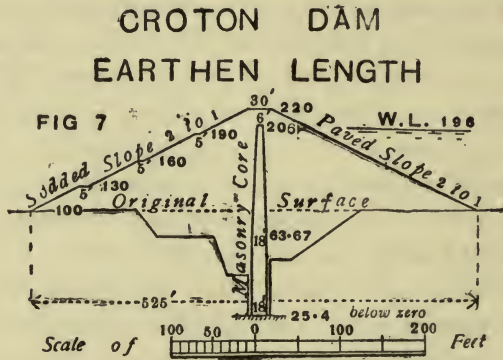 CROTON DAM
EARTHEN LENGTH
FIG 7
30'
220
6
206
W.L. 196
Sodded Slope 2 to 1
Paved Slope 2 to 1
5' 190
5' 160
5' 130
100
Original Surface
Masonry Core
18'
63·67
1
525'
18'
25·4 below zero
Scale of Feet
100 50 0 100 200